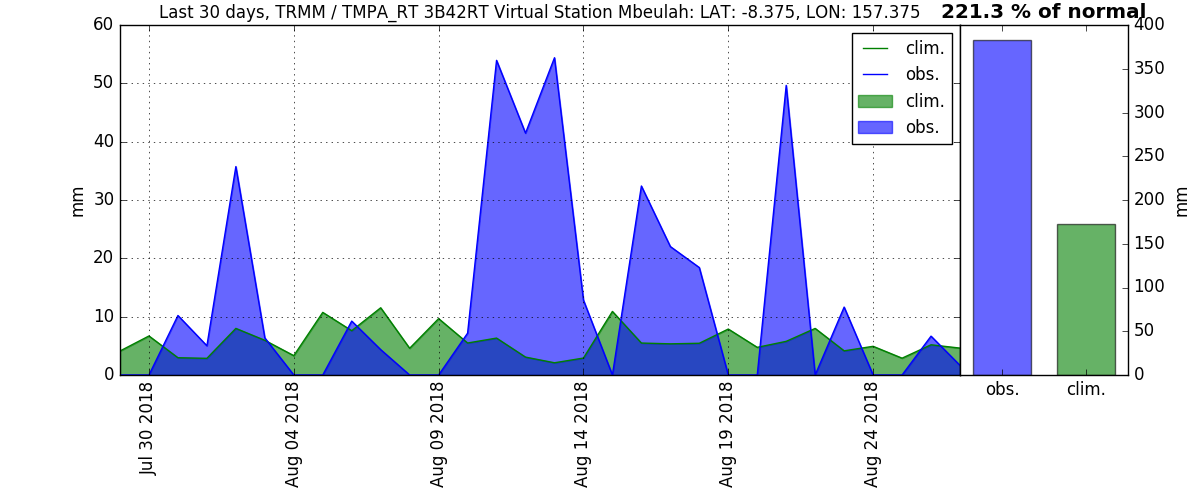 Last 30 days, TRMM / TMPA_RT 3B42RT Virtual Station Mbeulah: LAT: -8.375, LON: 157.375
221.3 % of normal
60
50
40
30
20
10
0
mm
clim.
obs.
clim.
obs.
Jul 30 2018
Aug 04 2018
Aug 09 2018
Aug 14 2018
Aug 19 2018
Aug 24 2018
400
350
300
250
200
150
100
50
0
mm
obs.
clim.